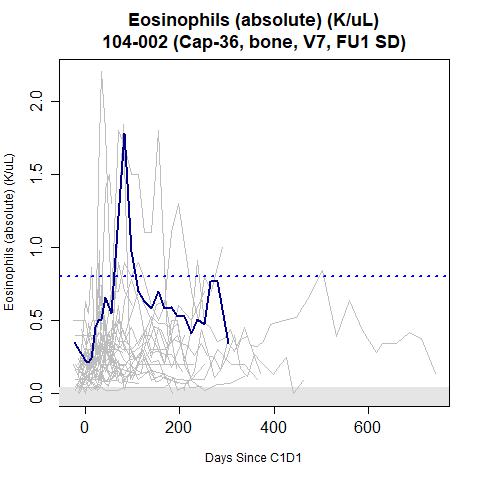 Eosinophils (absolute) (K/uL)
104-002 (Cap-36, bone, V7, FU1 SD)
Eosinophils (absolute) (K/uL)
2.0
1.5
1.0
0.5
0.0
0 200 400 600
Days Since C1D1